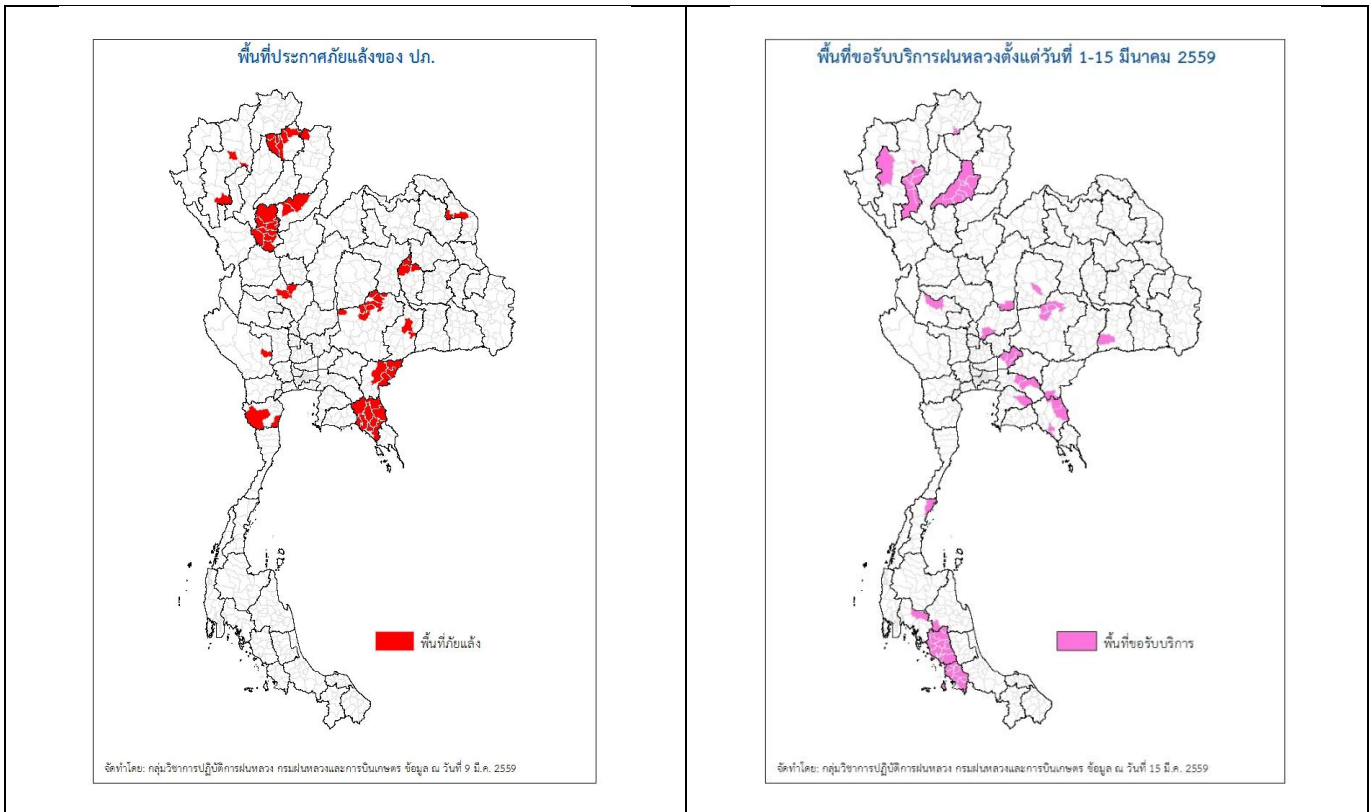 พื้นที่ประกาศภัยแล้งของ ปภ.
พื้นที่ภัยแล้ง
จัดทำโดย: กลุ่มวิชาการปฏิบัติการฝนหลวง กรมฝนหลวงและการบินเกษตร ข้อมูล ณ วันที่ 9 มี.ค. 2559
พื้นที่ขอรับบริการฝนหลวงตั้งแต่วันที่ 1-15 มีนาคม 2559
พื้นที่ขอรับบริการ
จัดทำโดย: กลุ่มวิชาการปฏิบัติการฝนหลวง กรมฝนหลวงและการบินเกษตร ข้อมูล ณ วันที่ 15 มี.ค. 2559